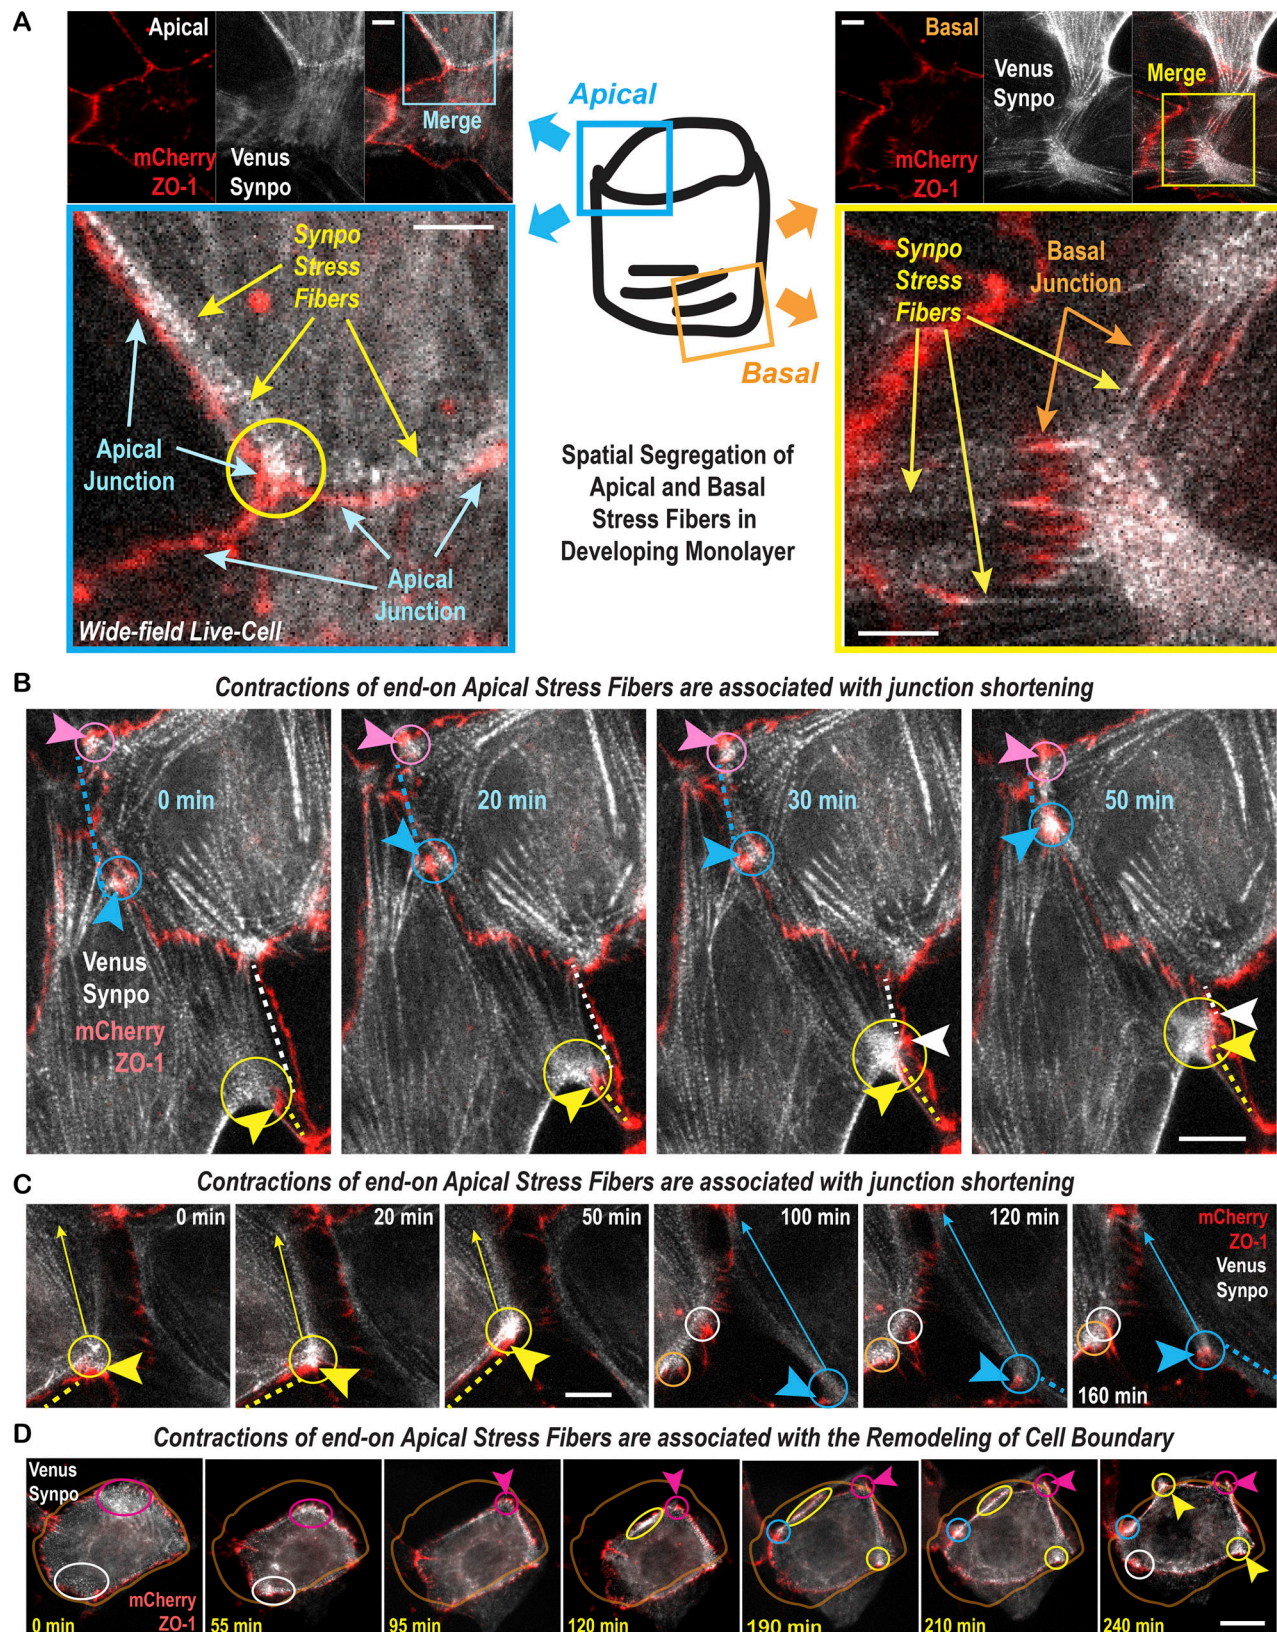 A
Apical
mCherry
ZO-1
Venus
Synpo
Merge
Apical
Basal
Basal
mCherry
ZO-1
Venus
Synpo
Merge
Synpo
Stress
Fibers
Apical
Junction
Apical
Junction
Wide-field Live-Cell
Spatial Segregation of
Apical and Basal
Stress Fibers in
Developing Monolayer
Synpo
Stress
Fibers
Basal
Junction
B
Contractions of end-on Apical Stress Fibers are associated with junction shortening
0 min
20 min
30 min
50 min
Venus
Synpo
mCherry
ZO-1
C
Contractions of end-on Apical Stress Fibers are associated with junction shortening
0 min
20 min
50 min
100 min
120 min
mCherry
ZO-1
Venus
Synpo
160 min
D
Contractions of end-on Apical Stress Fibers are associated with the Remodeling of Cell Boundary
Venus
Synpo
mCherry
ZO-1
0 min
55 min
95 min
120 min
190 min
210 min
240 min